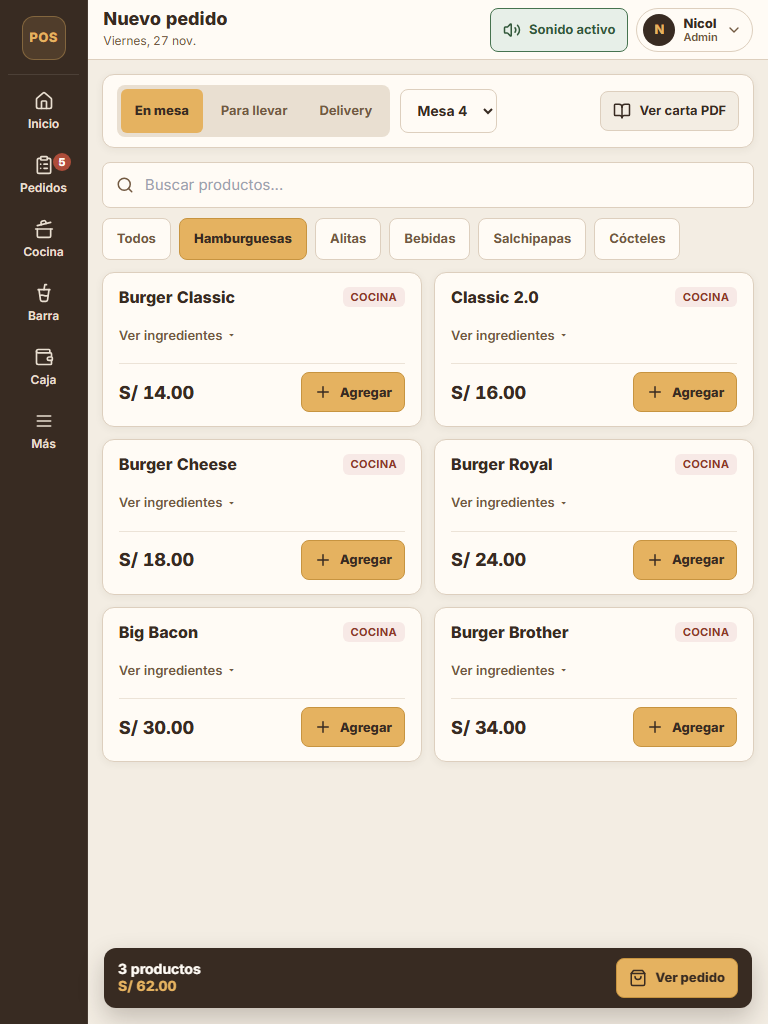 POS
Inicio
Pedidos
5
Cocina
Barra
Caja
Más
Nuevo pedido
Viernes, 27 nov.
Sonido activo
N
Nicol
Admin
En mesa
Para llevar
Delivery
Mesa 4
Ver carta PDF
Buscar productos...
Todos
Hamburguesas
Alitas
Bebidas
Salchipapas
Cócteles
Burger Classic
COCINA
Ver ingredientes
S/ 14.00
Agregar
Classic 2.0
COCINA
Ver ingredientes
S/ 16.00
Agregar
Burger Cheese
COCINA
Ver ingredientes
S/ 18.00
Agregar
Burger Royal
COCINA
Ver ingredientes
S/ 24.00
Agregar
Big Bacon
COCINA
Ver ingredientes
S/ 30.00
Agregar
Burger Brother
COCINA
Ver ingredientes
S/ 34.00
Agregar
3 productos
S/ 62.00
Ver pedido